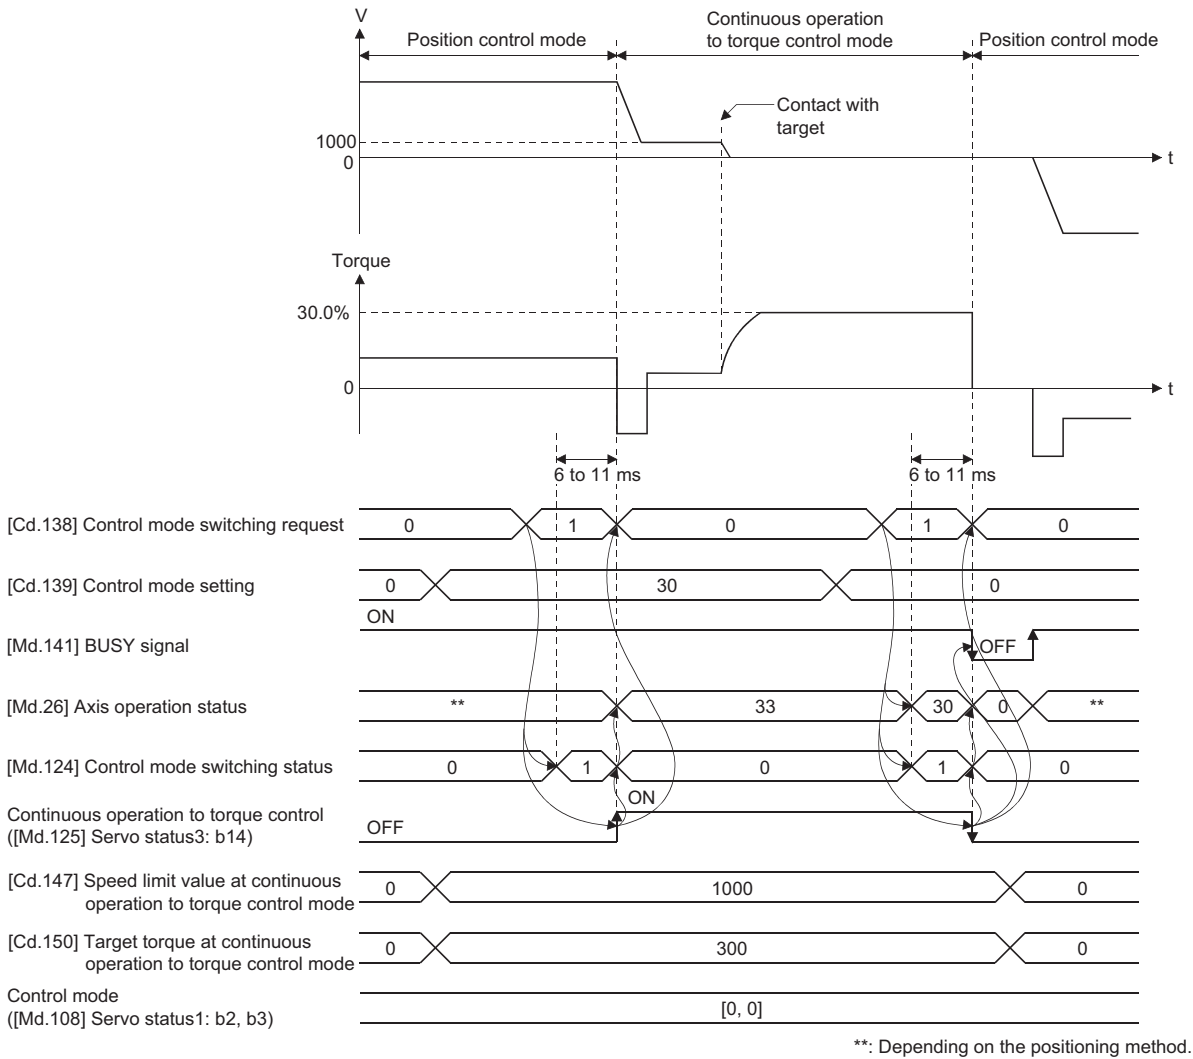 V
Position control mode
Continuous operation
to torque control mode
Position control mode
Contact with
target
1000
0
t
Torque
30.0%
0
t
6 to 11 ms
6 to 11 ms
[Cd.138] Control mode switching request
0
1
0
1
0
[Cd.139] Control mode setting
0
30
0
ON
[Md.141] BUSY signal
OFF
[Md.26] Axis operation status
**
33
30
0
**
[Md.124] Control mode switching status
0
1
0
1
0
ON
Continuous operation to torque control
([Md.125] Servo status3: b14)
OFF
[Cd.147] Speed limit value at continuous
operation to torque control mode
0
1000
0
[Cd.150] Target torque at continuous
operation to torque control mode
0
300
0
Control mode
([Md.108] Servo status1: b2, b3)
[0, 0]
**: Depending on the positioning method.